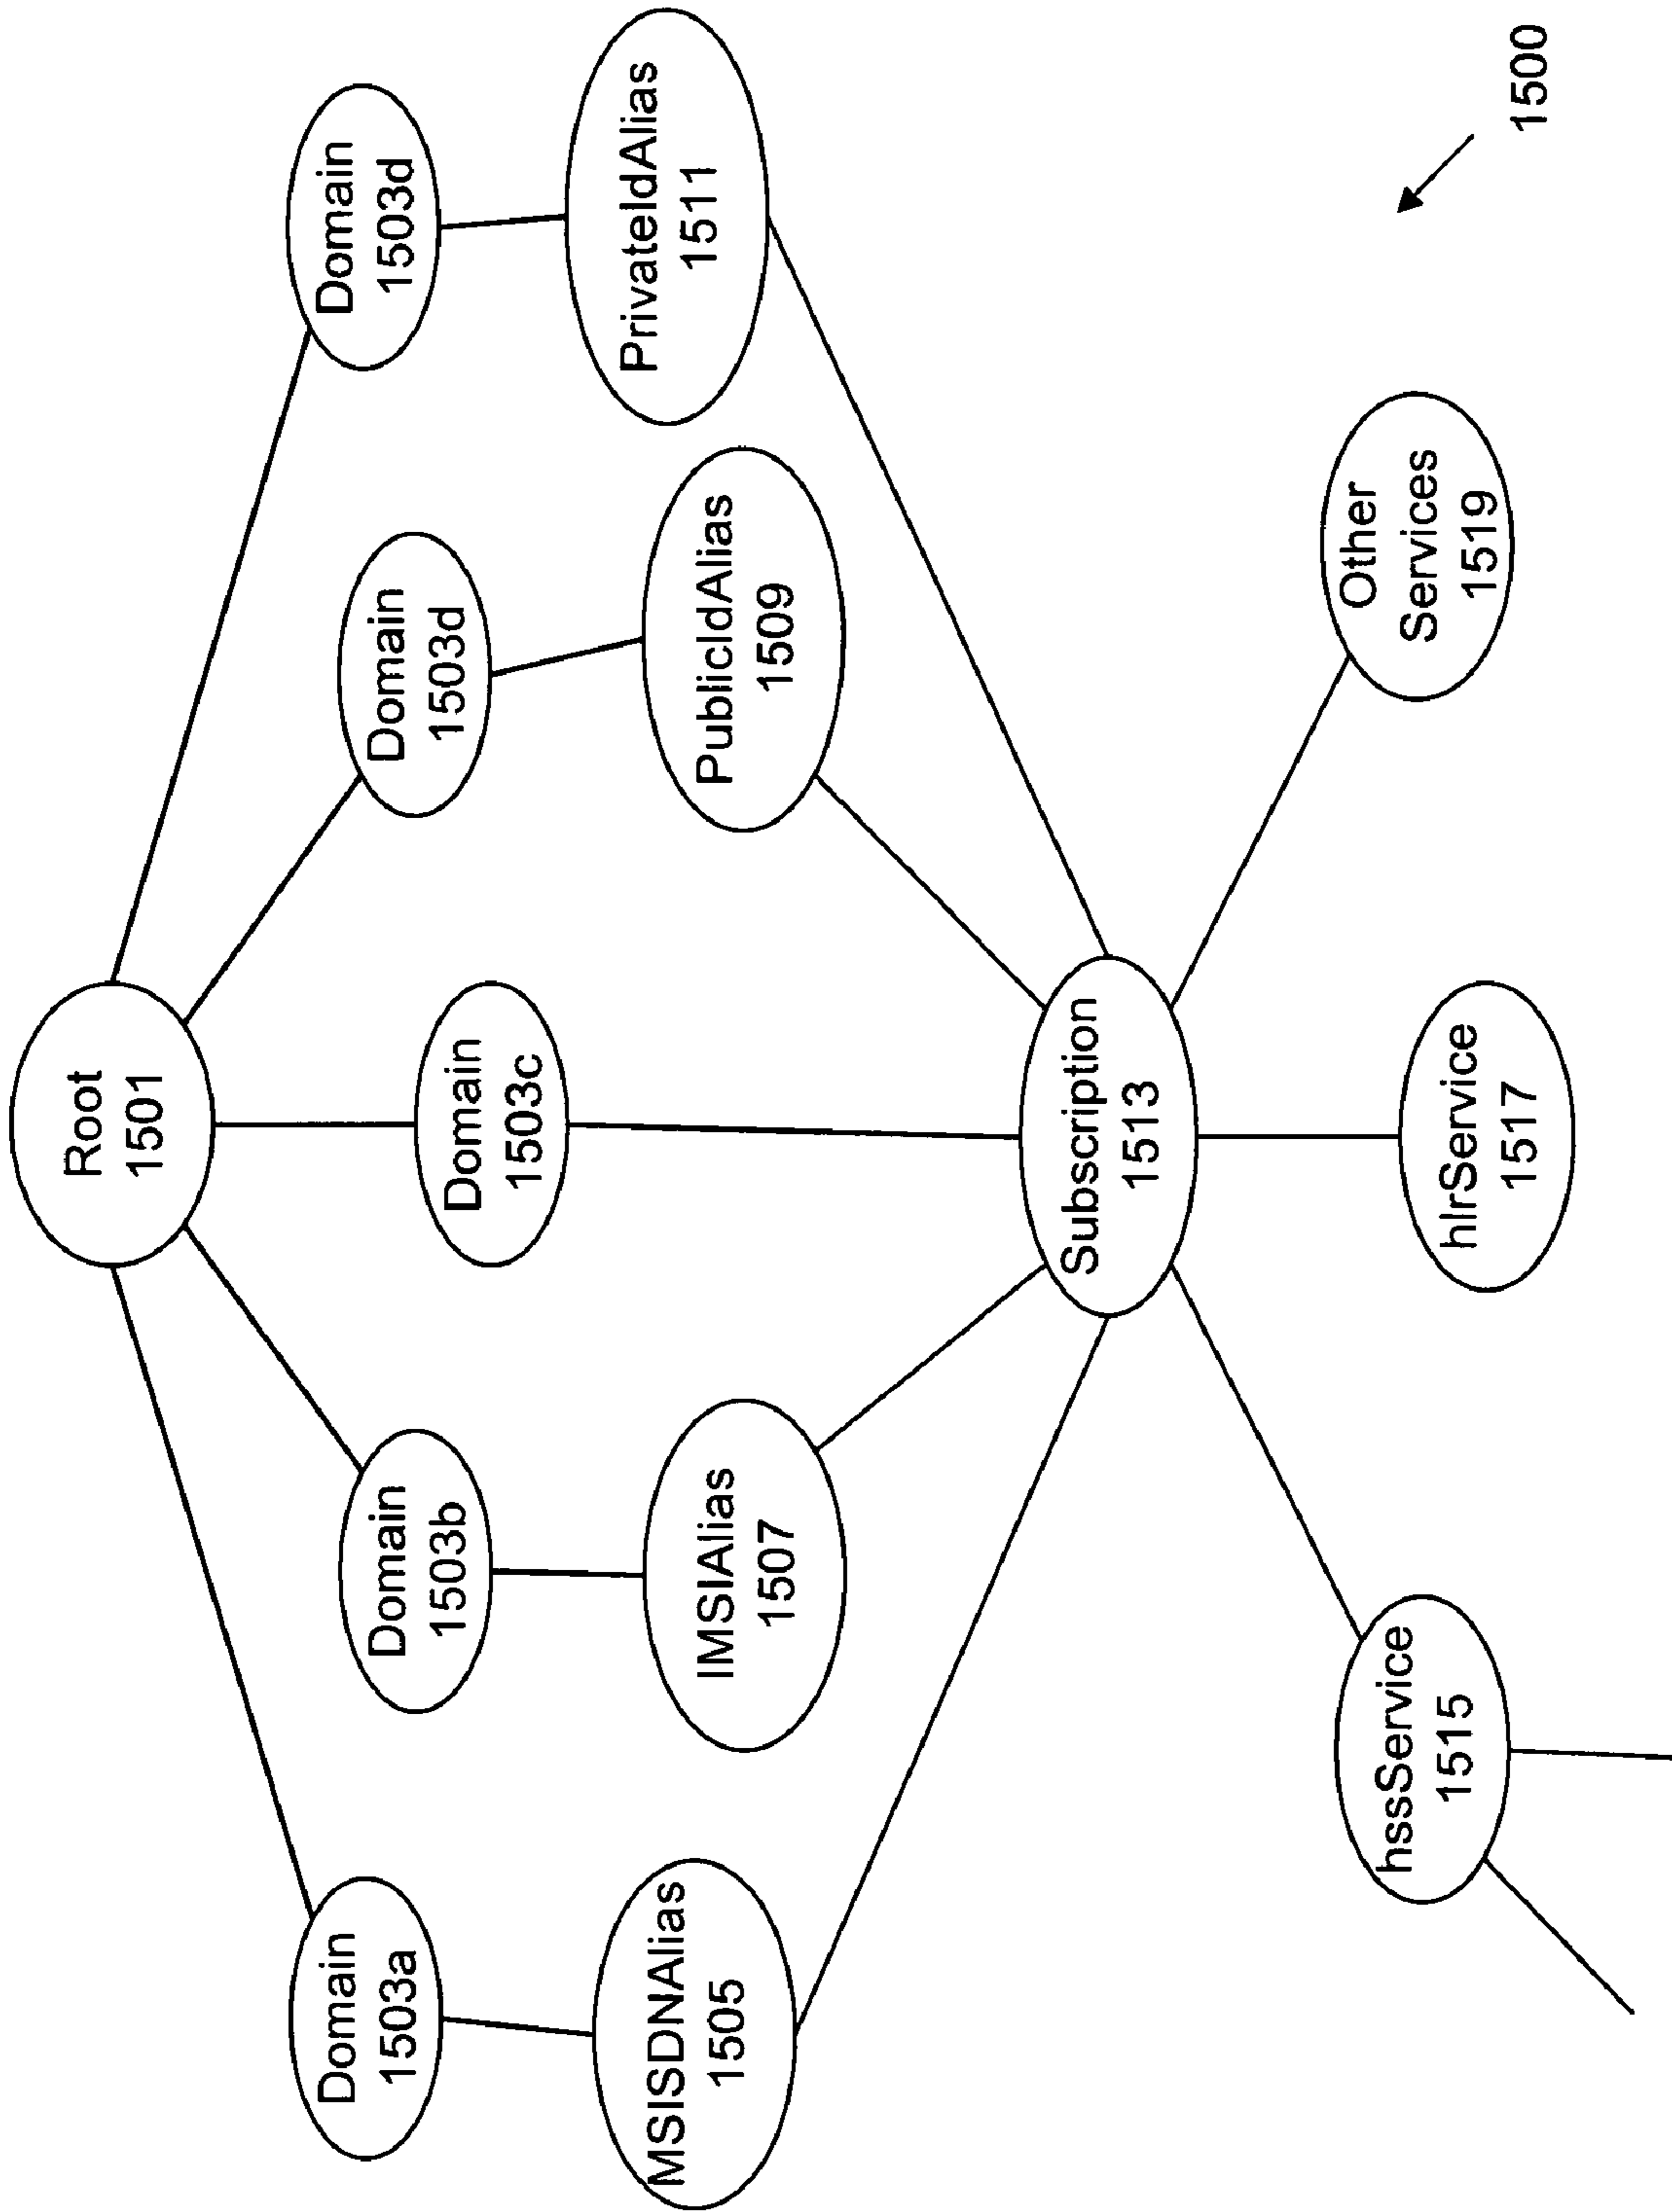 Root
1501
Domain
1503a
Domain
1503b
Domain
1503c
Domain
1503d
Domain
1503d
MSISDNAlias
1505
IMSIAlias
1507
PublicIdAlias
1509
PrivateIdAlias
1511
Subscription
1513
hssService
1515
hlrService
1517
Other
Services
1519
1500